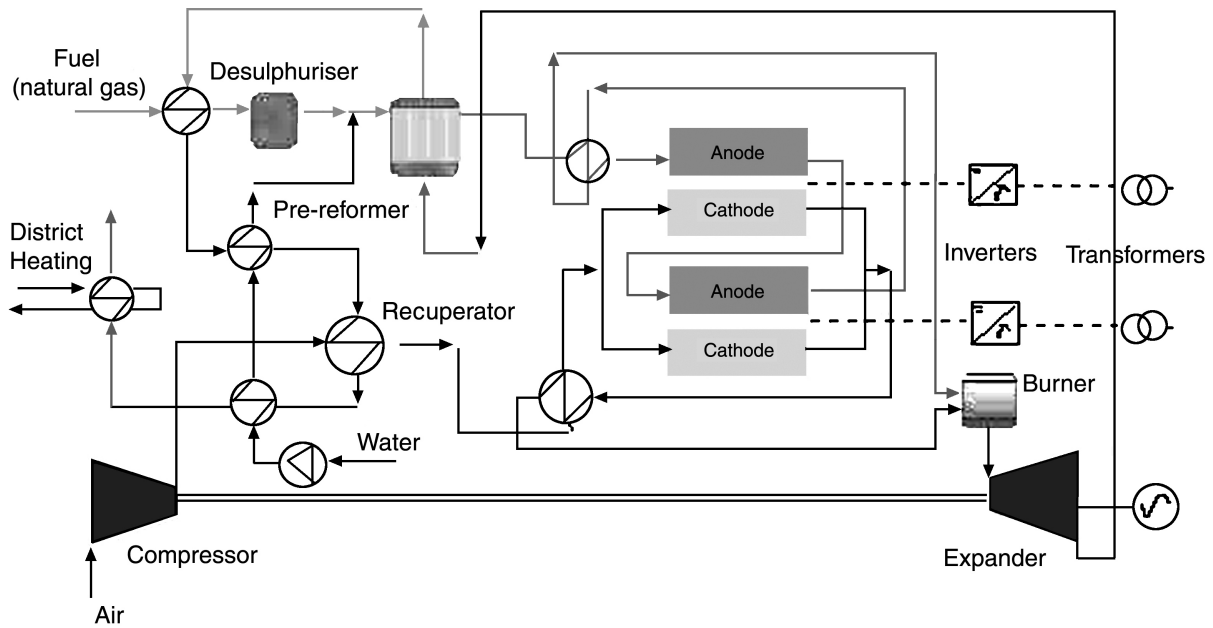 Fuel
(natural gas)
Desulphuriser
Anode
Pre-reformer
Cathode
District
Heating
Inverters
Transformers
Anode
Recuperator
Cathode
Burner
Water
Compressor
Expander
Air